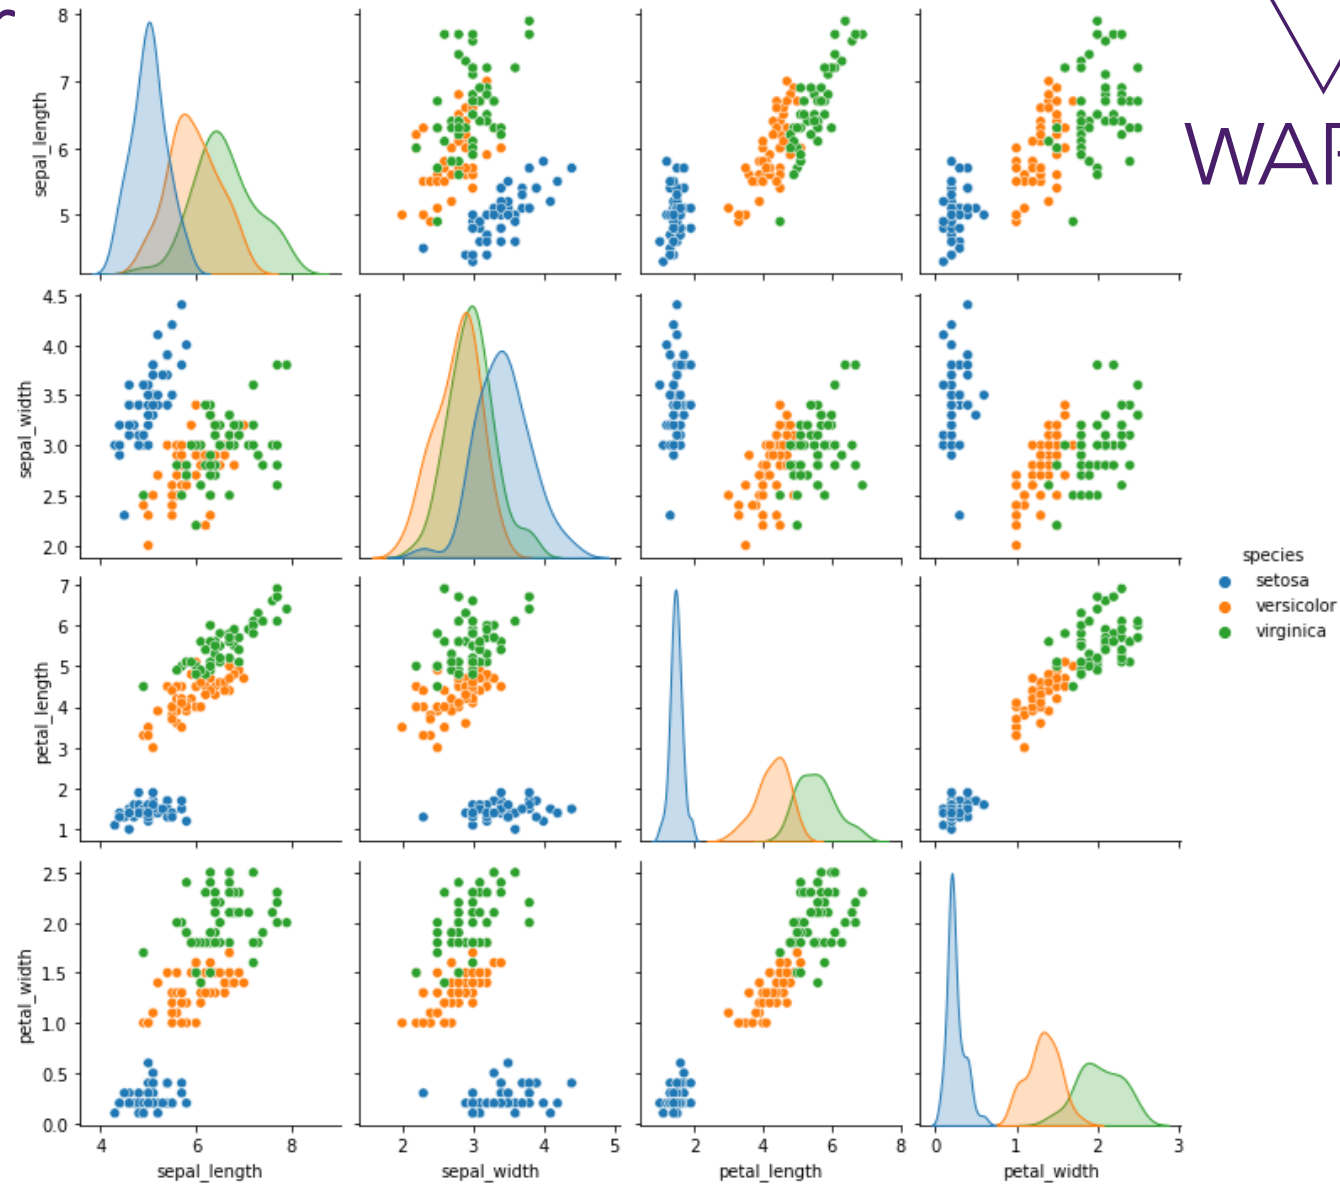 r
WAR
8
7
6
5
sepal_length
4.5
4.0
3.5
3.0
2.5
2.0
sepal_width
7
6
5
4
3
2
1
petal_length
2.5
2.0
1.5
1.0
0.5
0.0
petal_width
4 6 8
sepal_length
2 3 4 5
sepal_width
2 4 6 8
petal_length
0 1 2 3
petal_width
species
setosa
versicolor
virginica